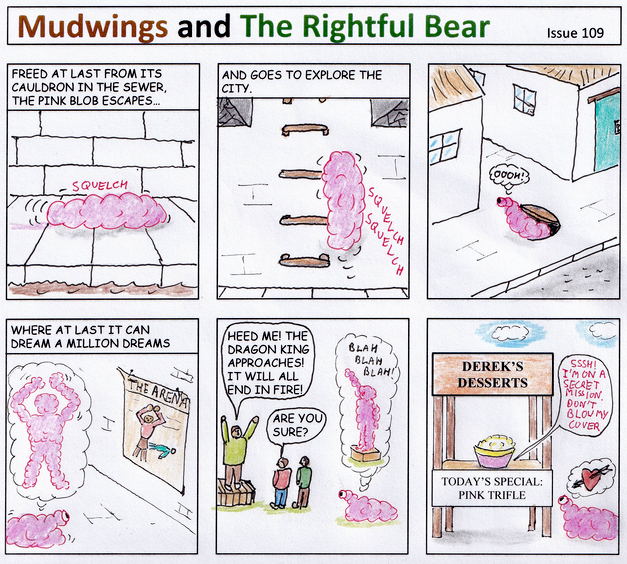 Mudwings and The Rightful Bear
Issue 109
FREED AT LAST FROM ITS
CAULDRON IN THE SEWER,
THE PINK BLOB ESCAPES...
SQUELCH
AND GOES TO EXPLORE THE
CITY.
SQUELCH
SQUELCH
OOOH!
WHERE AT LAST IT CAN
DREAM A MILLION DREAMS
THE ARENA
HEED ME! THE
DRAGON KING
APPROACHES!
IT WILL ALL
END IN FIRE!
ARE YOU
SURE?
BLAH
BLAH
BLAH!
DEREK'S
DESSERTS
SSSH!
I'M ON A
SECRET
MISSION.
DON'T
BLOW MY
COVER
TODAY'S SPECIAL:
PINK TRIFLE